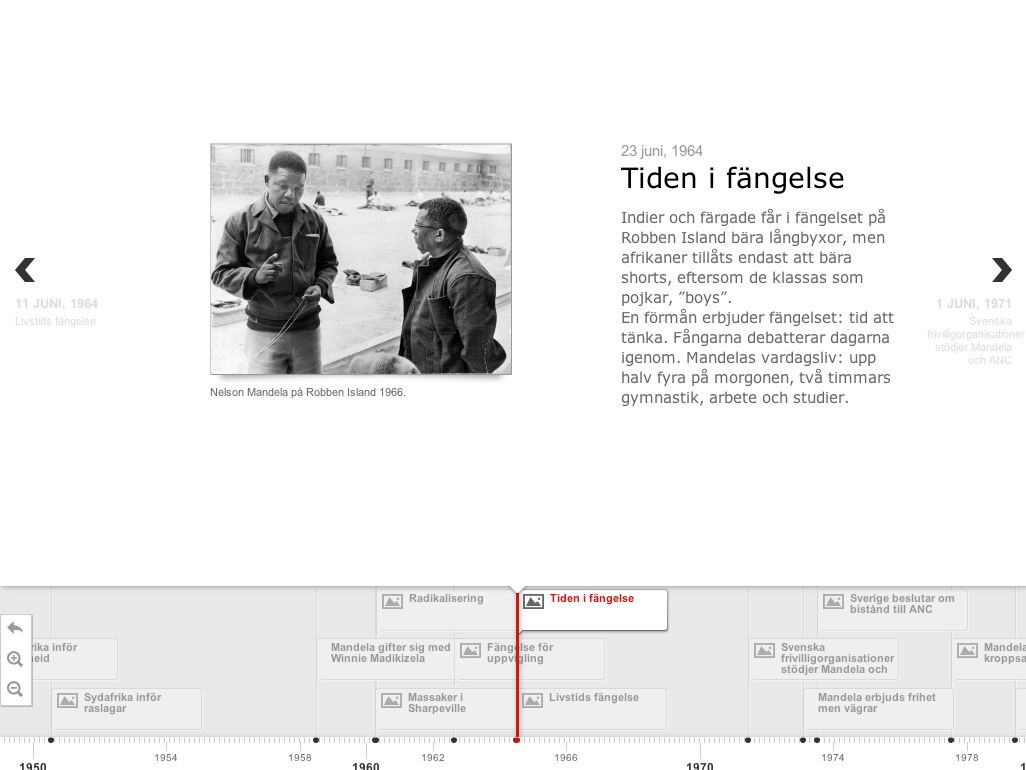 23 juni, 1964
Tiden i fängelse
Indier och färgade får i fängelset på
Robben Island bära långbyxor, men
afrikaner tillåts endast att bära
shorts, eftersom de klassas som
pojkar, ”boys”.
En förmån erbjuder fängelset: tid att
tänka. Fångarna debatterar dagarna
igenom. Mandelas vardagsliv: upp
halv fyra på morgonen, två timmars
gymnastik, arbete och studier.
Nelson Mandela på Robben Island 1966.
11 JUNI, 1964
Livstids fängelse
1 JUNI, 1971
Svenska
frivilligorganisationer
stödjer Mandela
och ANC
Radikalisering
Tiden i fängelse
Sverige beslutar om
bistånd till ANC
rika inför
heid
Mandela gifter sig med
Winnie Madikizela
Fängelse för
uppvigling
Svenska
frivilligorganisationer
stödjer Mandela och
Mandela
kroppsa
Sydafrika inför
raslagar
Massaker i
Sharpeville
Livstids fängelse
Mandela erbjuds frihet
men vägrar
1954
1958
1962
1966
1974
1978
1950
1960
1970